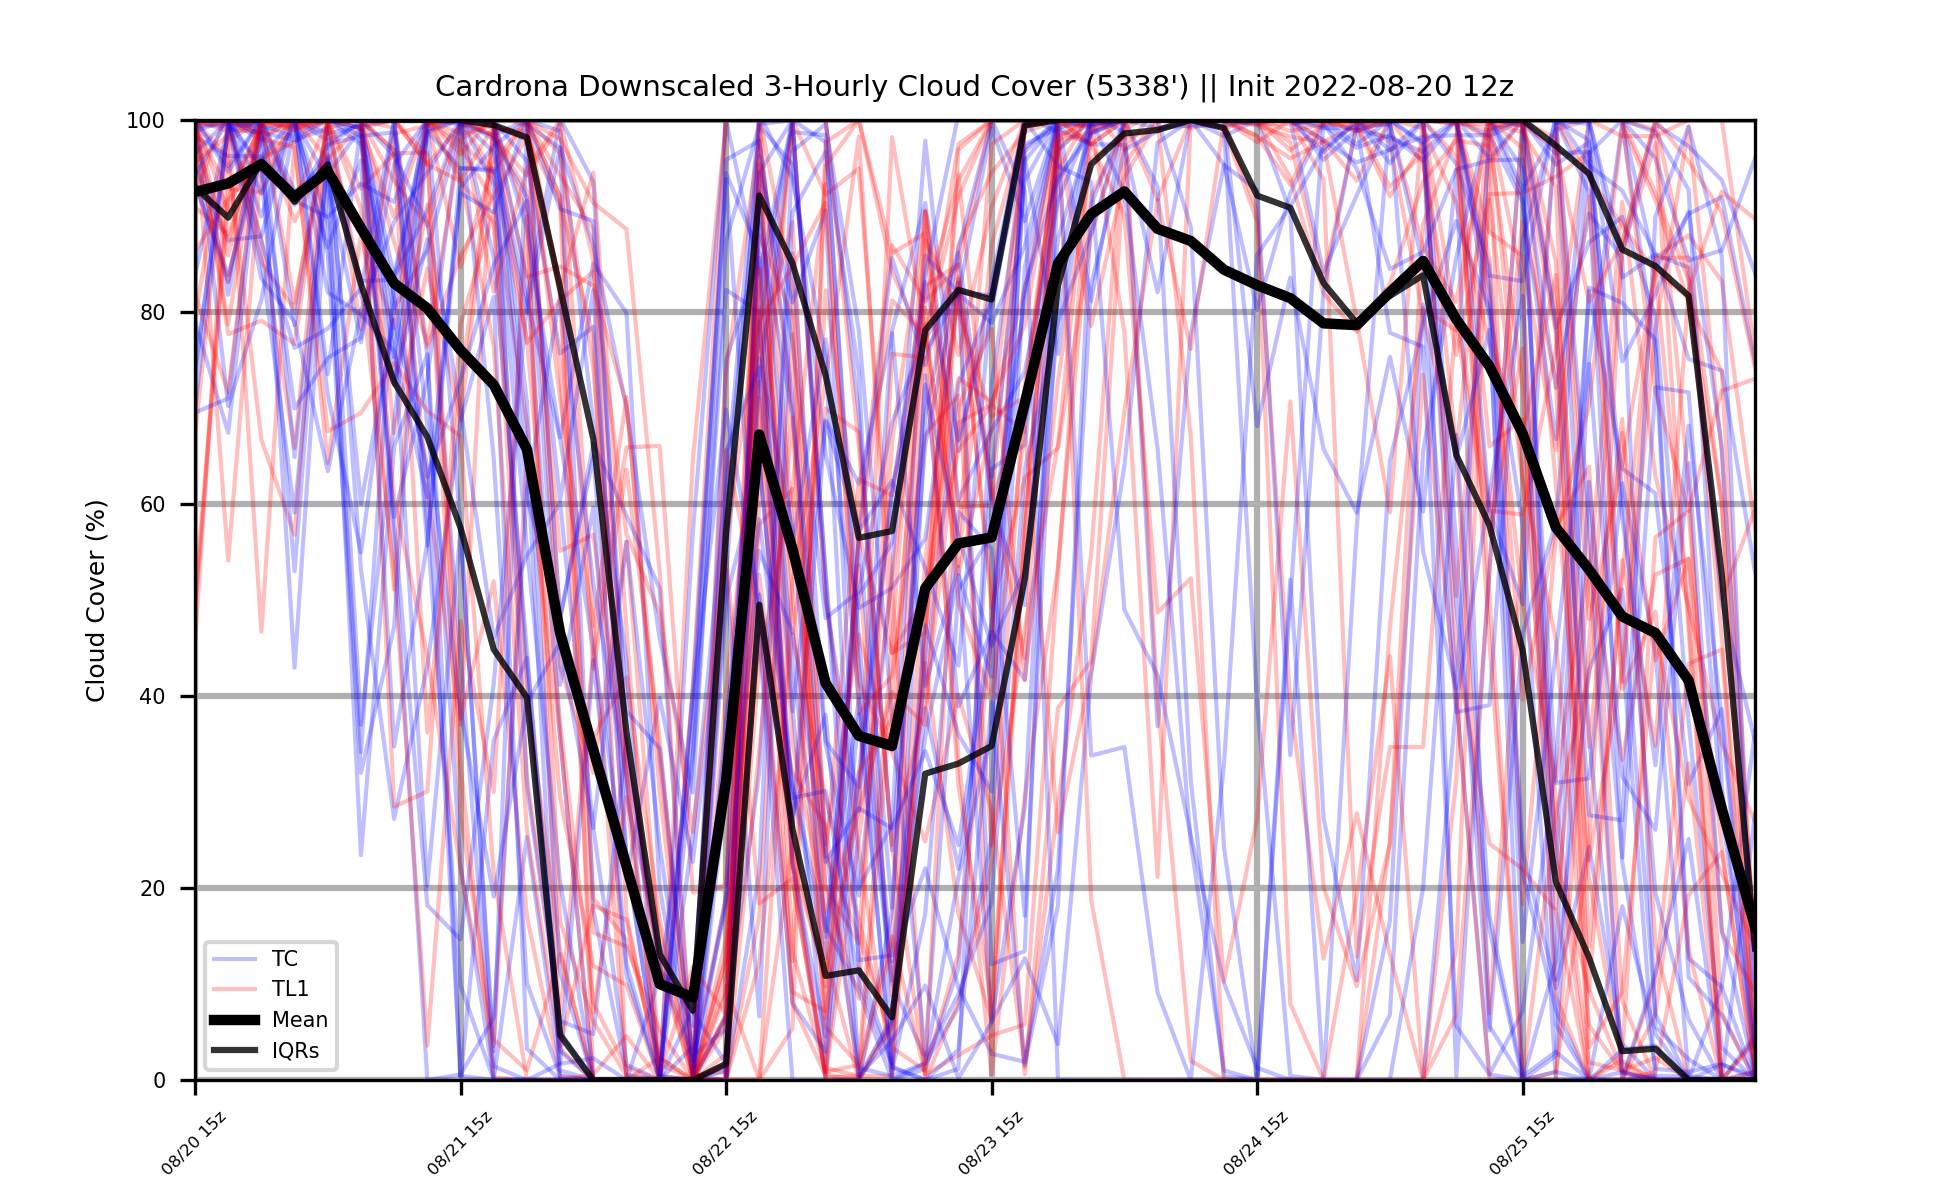 Cardrona Downscaled 3-Hourly Cloud Cover (5338') || Init 2022-08-20 12z
Cloud Cover (%)
100
80
60
40
20
0
TC
TL1
Mean
IQRs
08/20 15z
08/21 15z
08/22 15z
08/23 15z
08/24 15z
08/25 15z